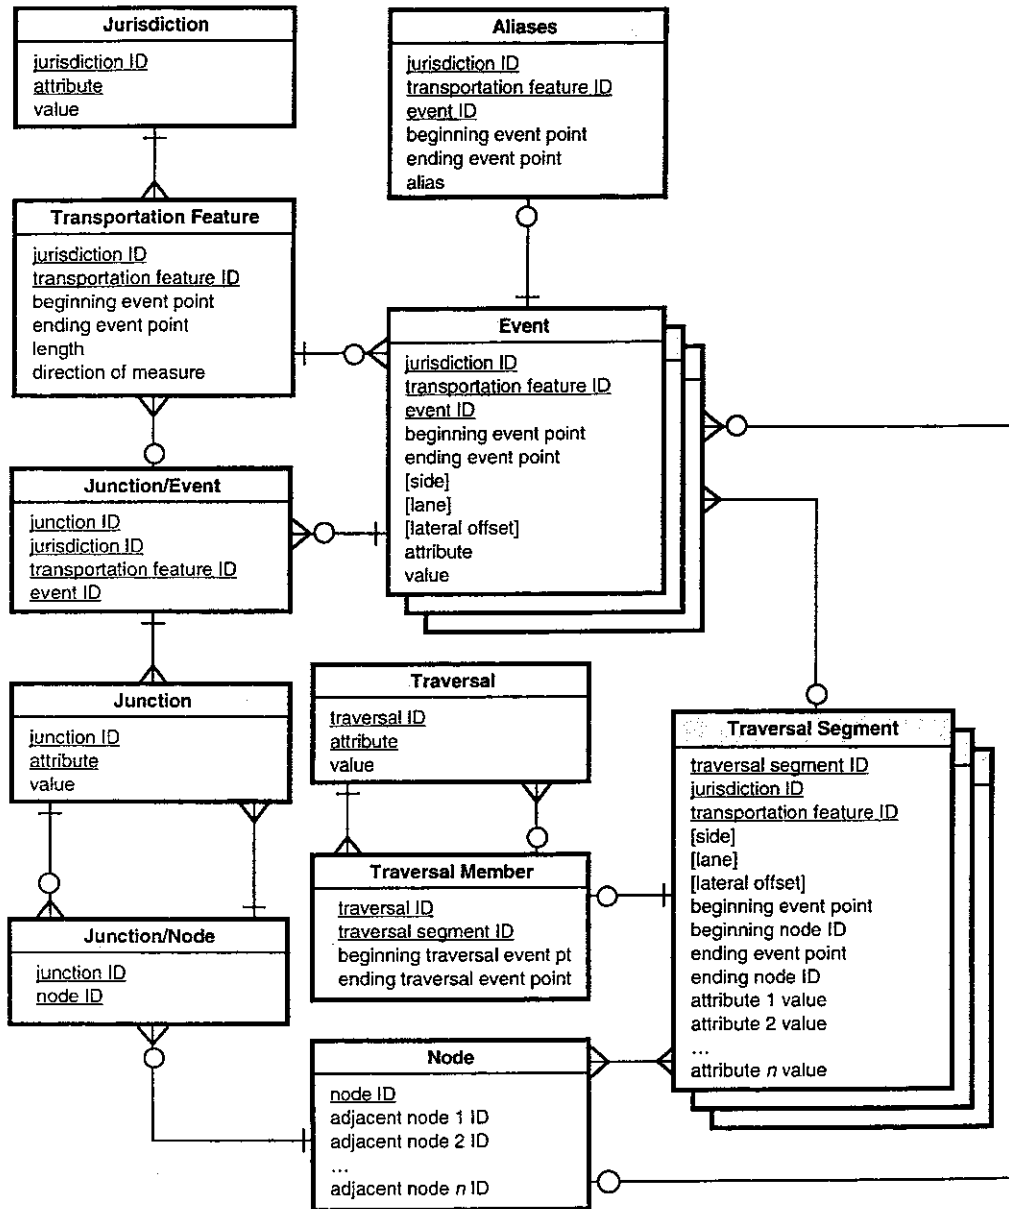 Jurisdiction
jurisdiction ID
attribute
value
Aliases
jurisdiction ID
transportation feature ID
event ID
beginning event point
ending event point
alias
Transportation Feature
jurisdiction ID
transportation feature ID
beginning event point
ending event point
length
direction of measure
Event
jurisdiction ID
transportation feature ID
event ID
beginning event point
ending event point
[side]
[lane]
[lateral offset]
attribute
value
Junction/Event
junction ID
jurisdiction ID
transportation feature ID
event ID
Junction
junction ID
attribute
value
Traversal
traversal ID
attribute
value
Traversal Segment
traversal segment ID
jurisdiction ID
transportation feature ID
[side]
[lane]
[lateral offset]
beginning event point
beginning node ID
ending event point
ending node ID
attribute 1 value
attribute 2 value
...
attribute n value
Traversal Member
traversal ID
traversal segment ID
beginning traversal event pt
ending traversal event point
Junction/Node
junction ID
node ID
Node
node ID
adjacent node 1 ID
adjacent node 2 ID
...
adjacent node n ID